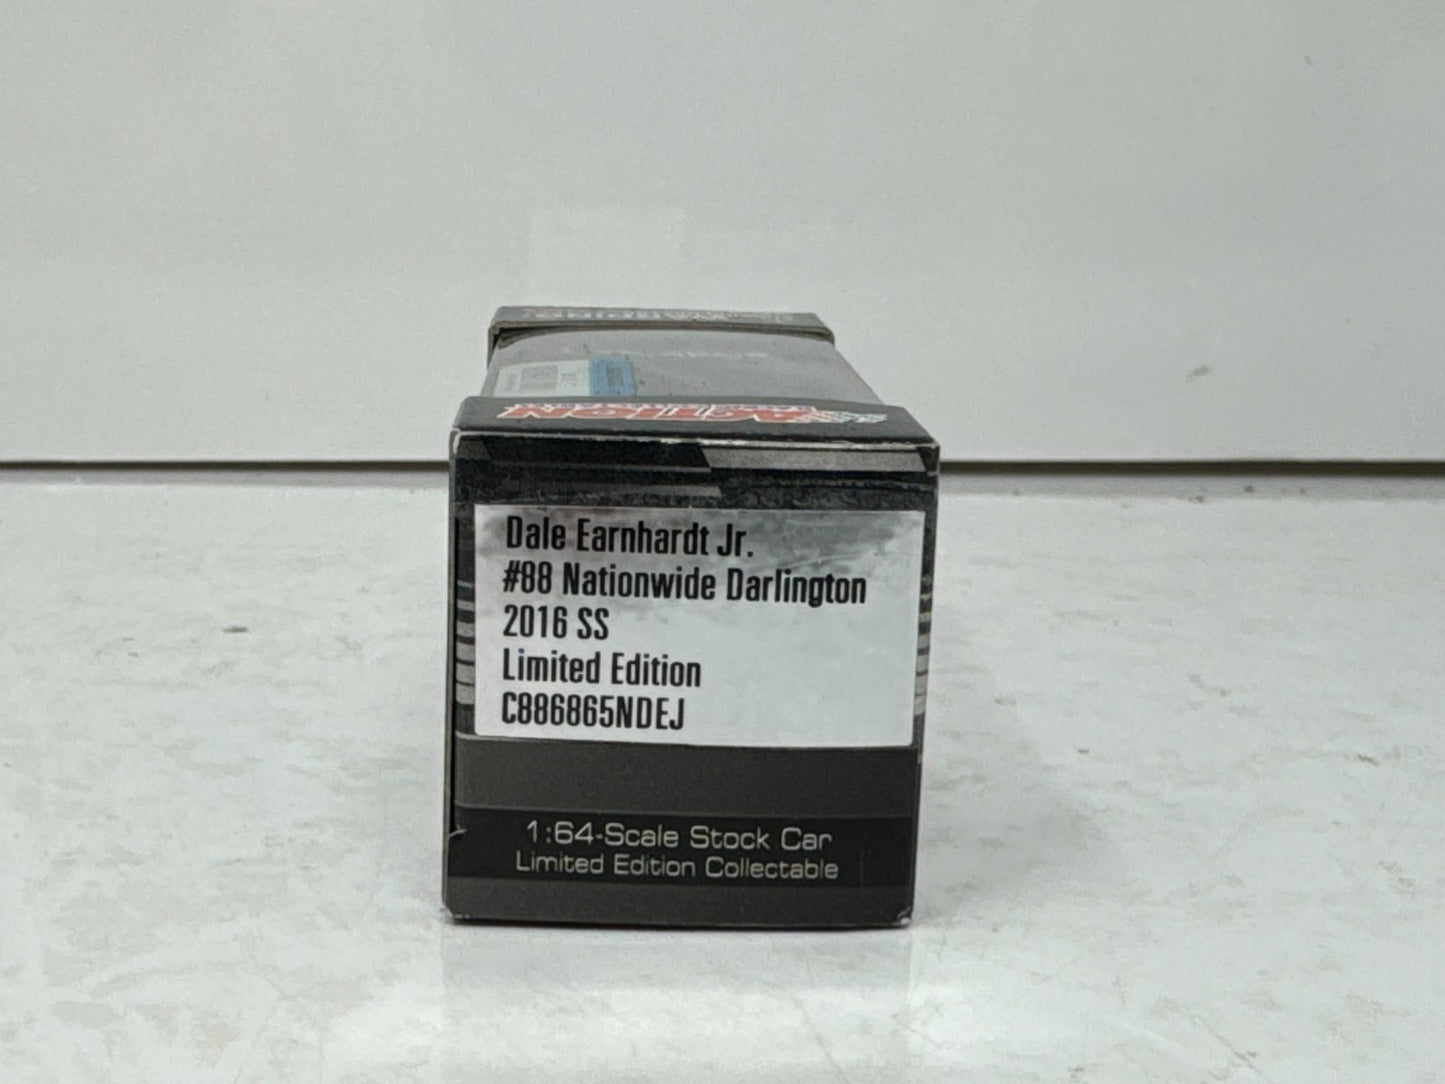 ACTION
Dale Earnhardt Jr.
#88 Nationwide Darlington
2016 SS
Limited Edition
C886865NDEJ
1:64-Scale Stock Car
Limited Edition Collectable